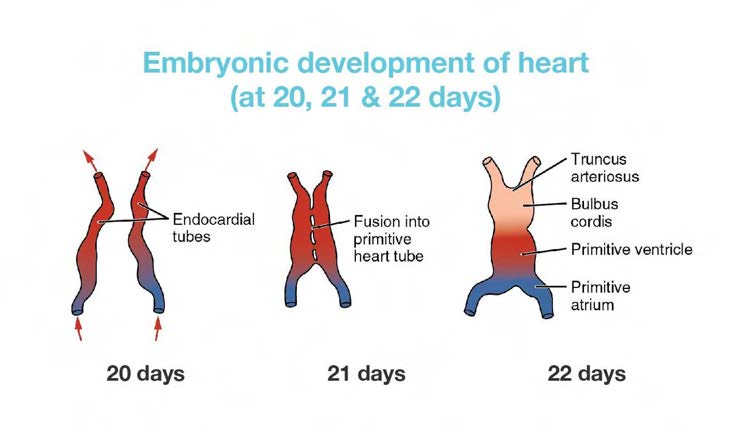 Embryonic development of heart
(at 20, 21 & 22 days)
Endocardial
tubes
20 days
Fusion into
primitive
heart tube
21 days
Truncus
arteriosus
Bulbus
cordis
Primitive ventricle
Primitive
atrium
22 days